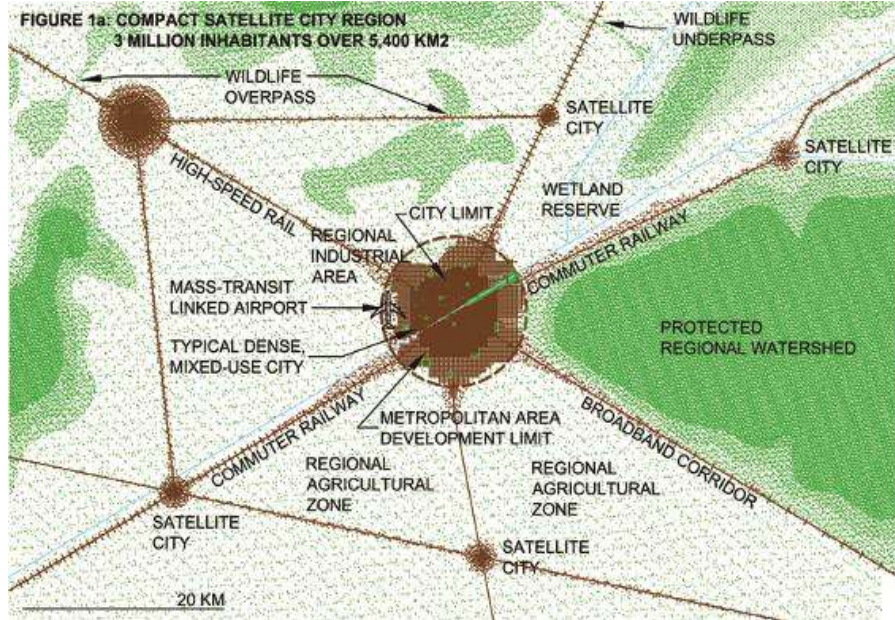 FIGURE 1a: COMPACT SATELLITE CITY REGION
3 MILLION INHABITANTS OVER 5,400 KM2
WILDLIFE
UNDERPASS
WILDLIFE
OVERPASS
SATELLITE
CITY
SATELLITE
CITY
HIGH-SPEED RAIL
WETLAND
RESERVE
CITY LIMIT
REGIONAL
INDUSTRIAL
AREA
COMMUTER RAILWAY
MASS-TRANSIT
LINKED AIRPORT
PROTECTED
REGIONAL WATERSHED
TYPICAL DENSE,
MIXED-USE CITY
METROPOLITAN AREA
DEVELOPMENT LIMIT
COMMUTER RAILWAY
BROADBAND CORRIDOR
REGIONAL
AGRICULTURAL
ZONE
REGIONAL
AGRICULTURAL
ZONE
SATELLITE
CITY
SATELLITE
CITY
20 KM